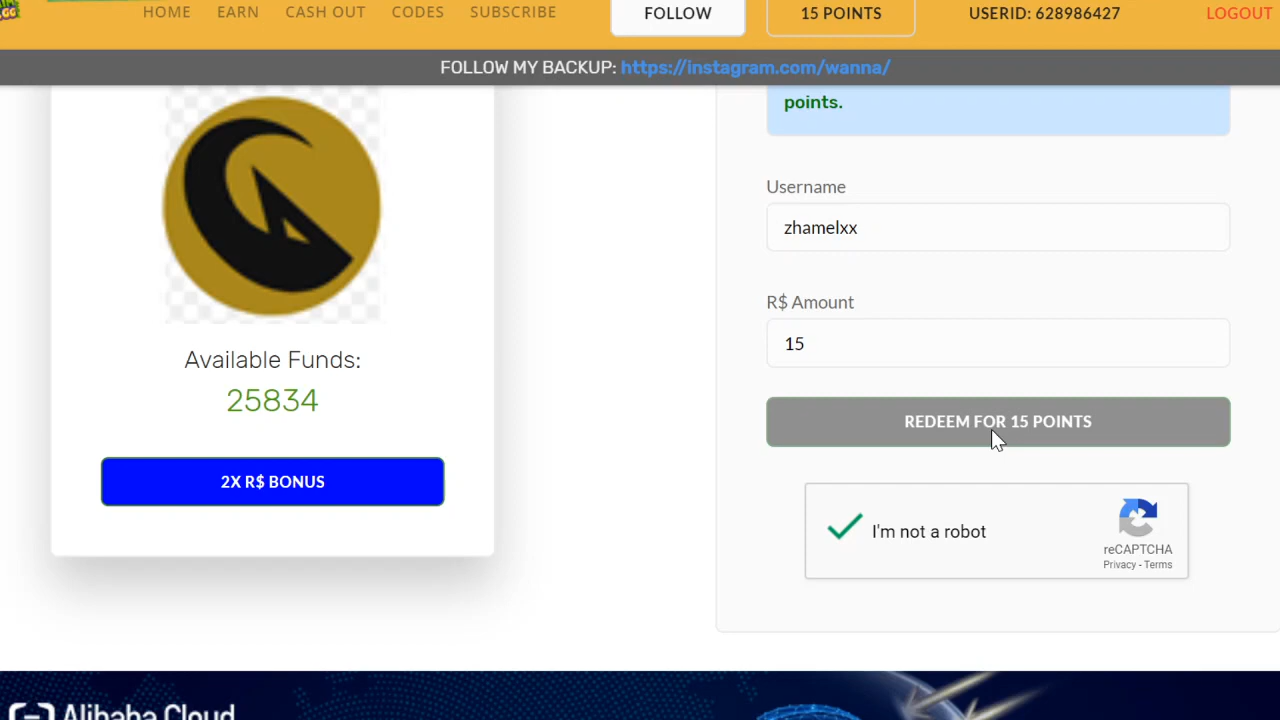 HOME EARN CASH OUT CODES SUBSCRIBE FOLLOW 15 POINTS USERID: 628986427 LOGOUT
FOLLOW MY BACKUP: https://instagram.com/wanna/
points.
Username
zhamelxx
R$ Amount
15
REDEEM FOR 15 POINTS
I'm not a robot
reCAPTCHA
Privacy - Terms
Available Funds:
25834
2X R$ BONUS
Alibaba Cloud